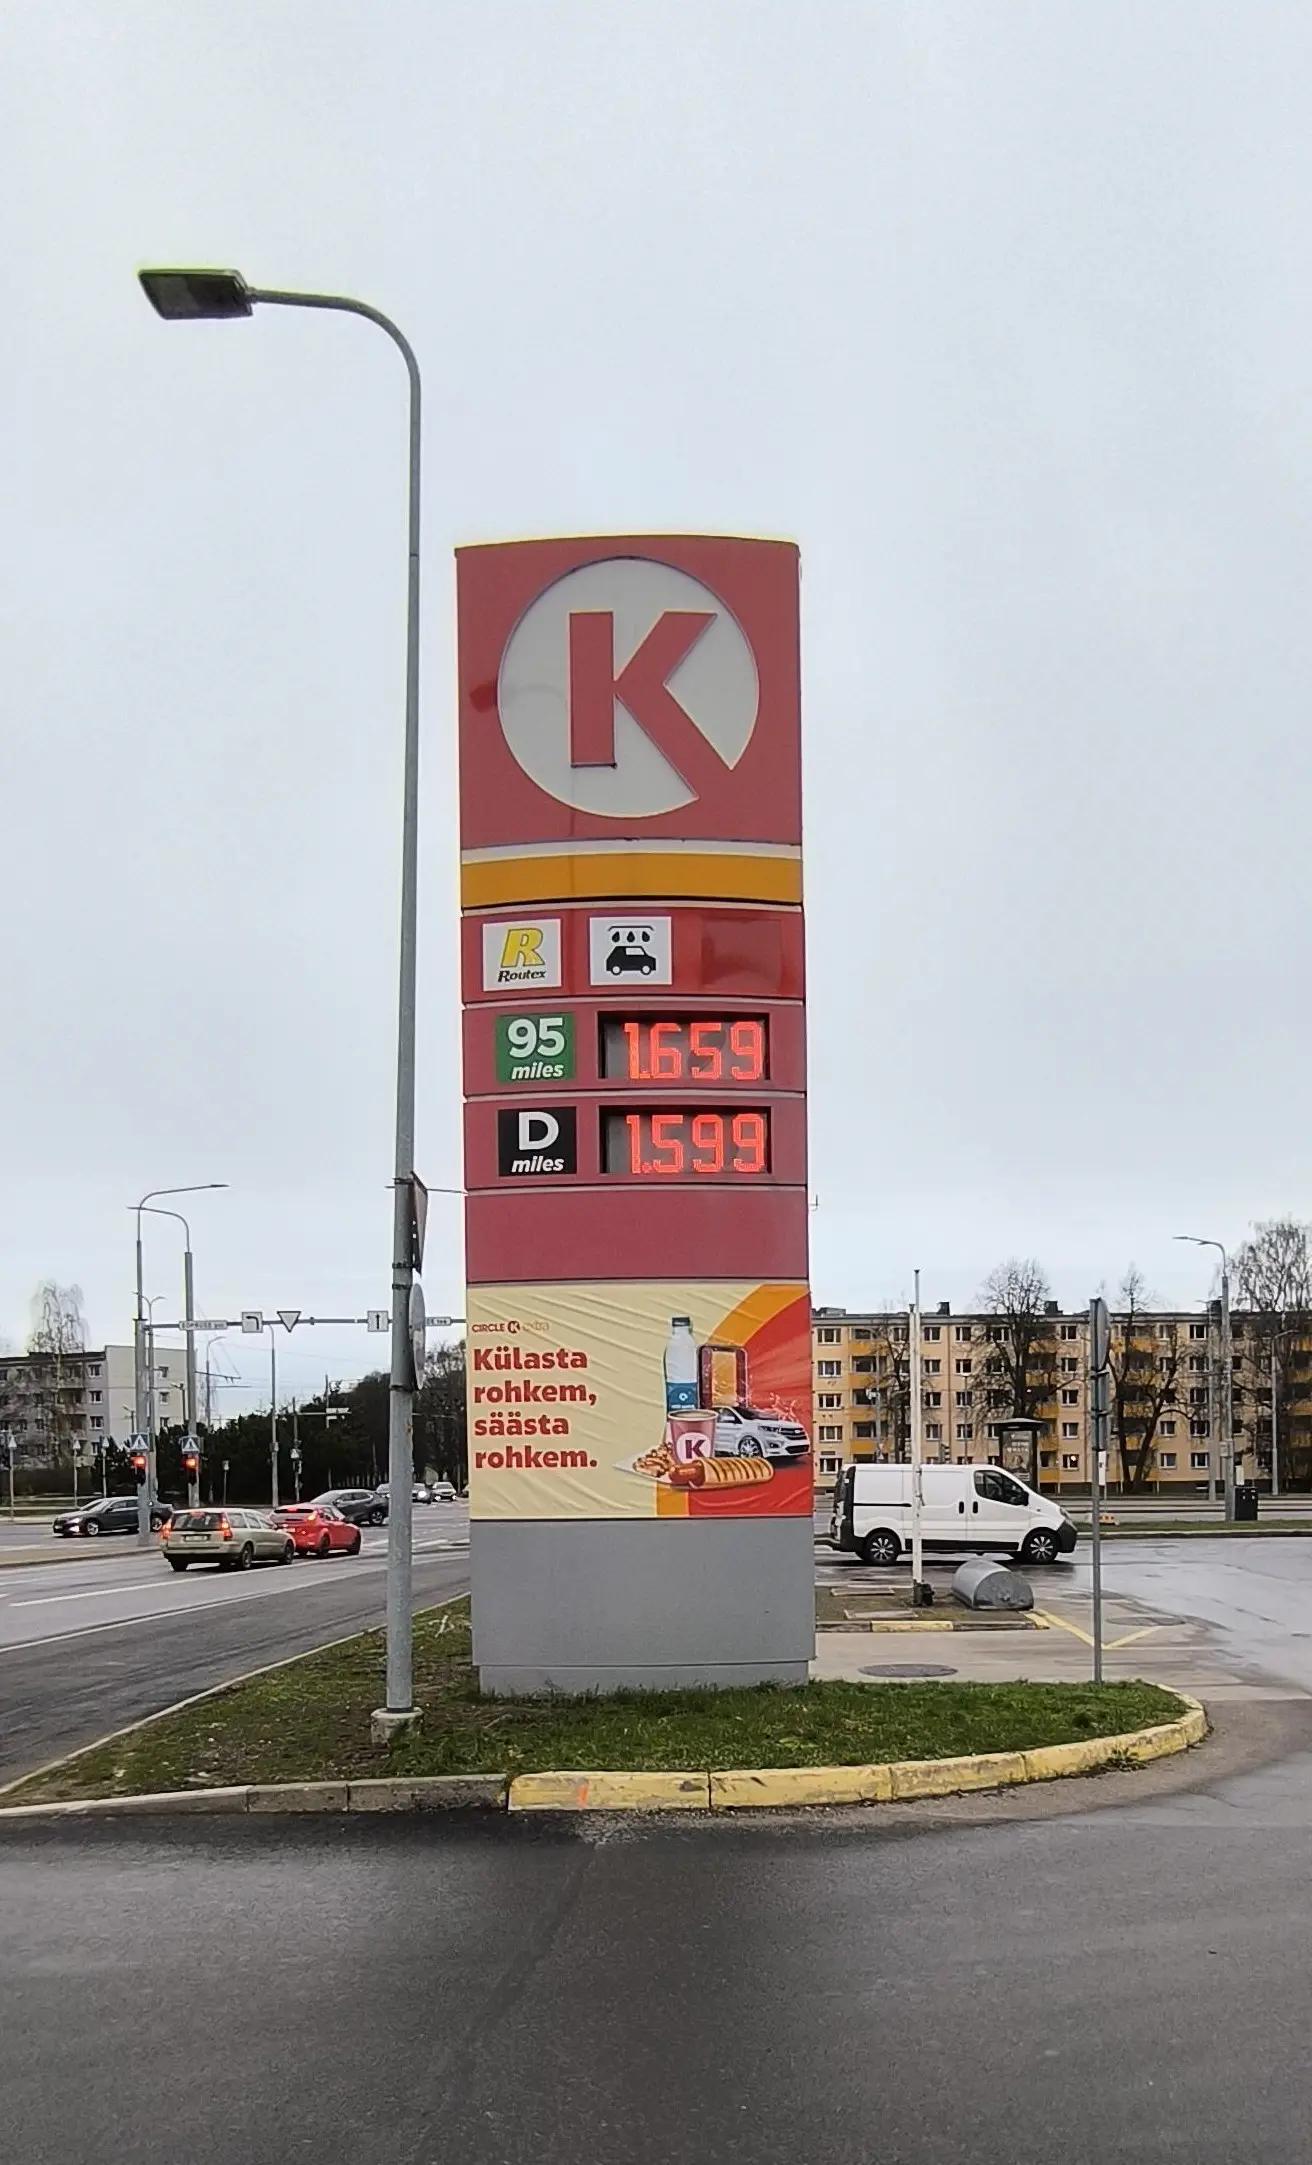 K
R
Routex
95
miles
1.659
D
miles
1.599
CIRCLE K extra
Külasta
rohkem,
säästa
rohkem.
K